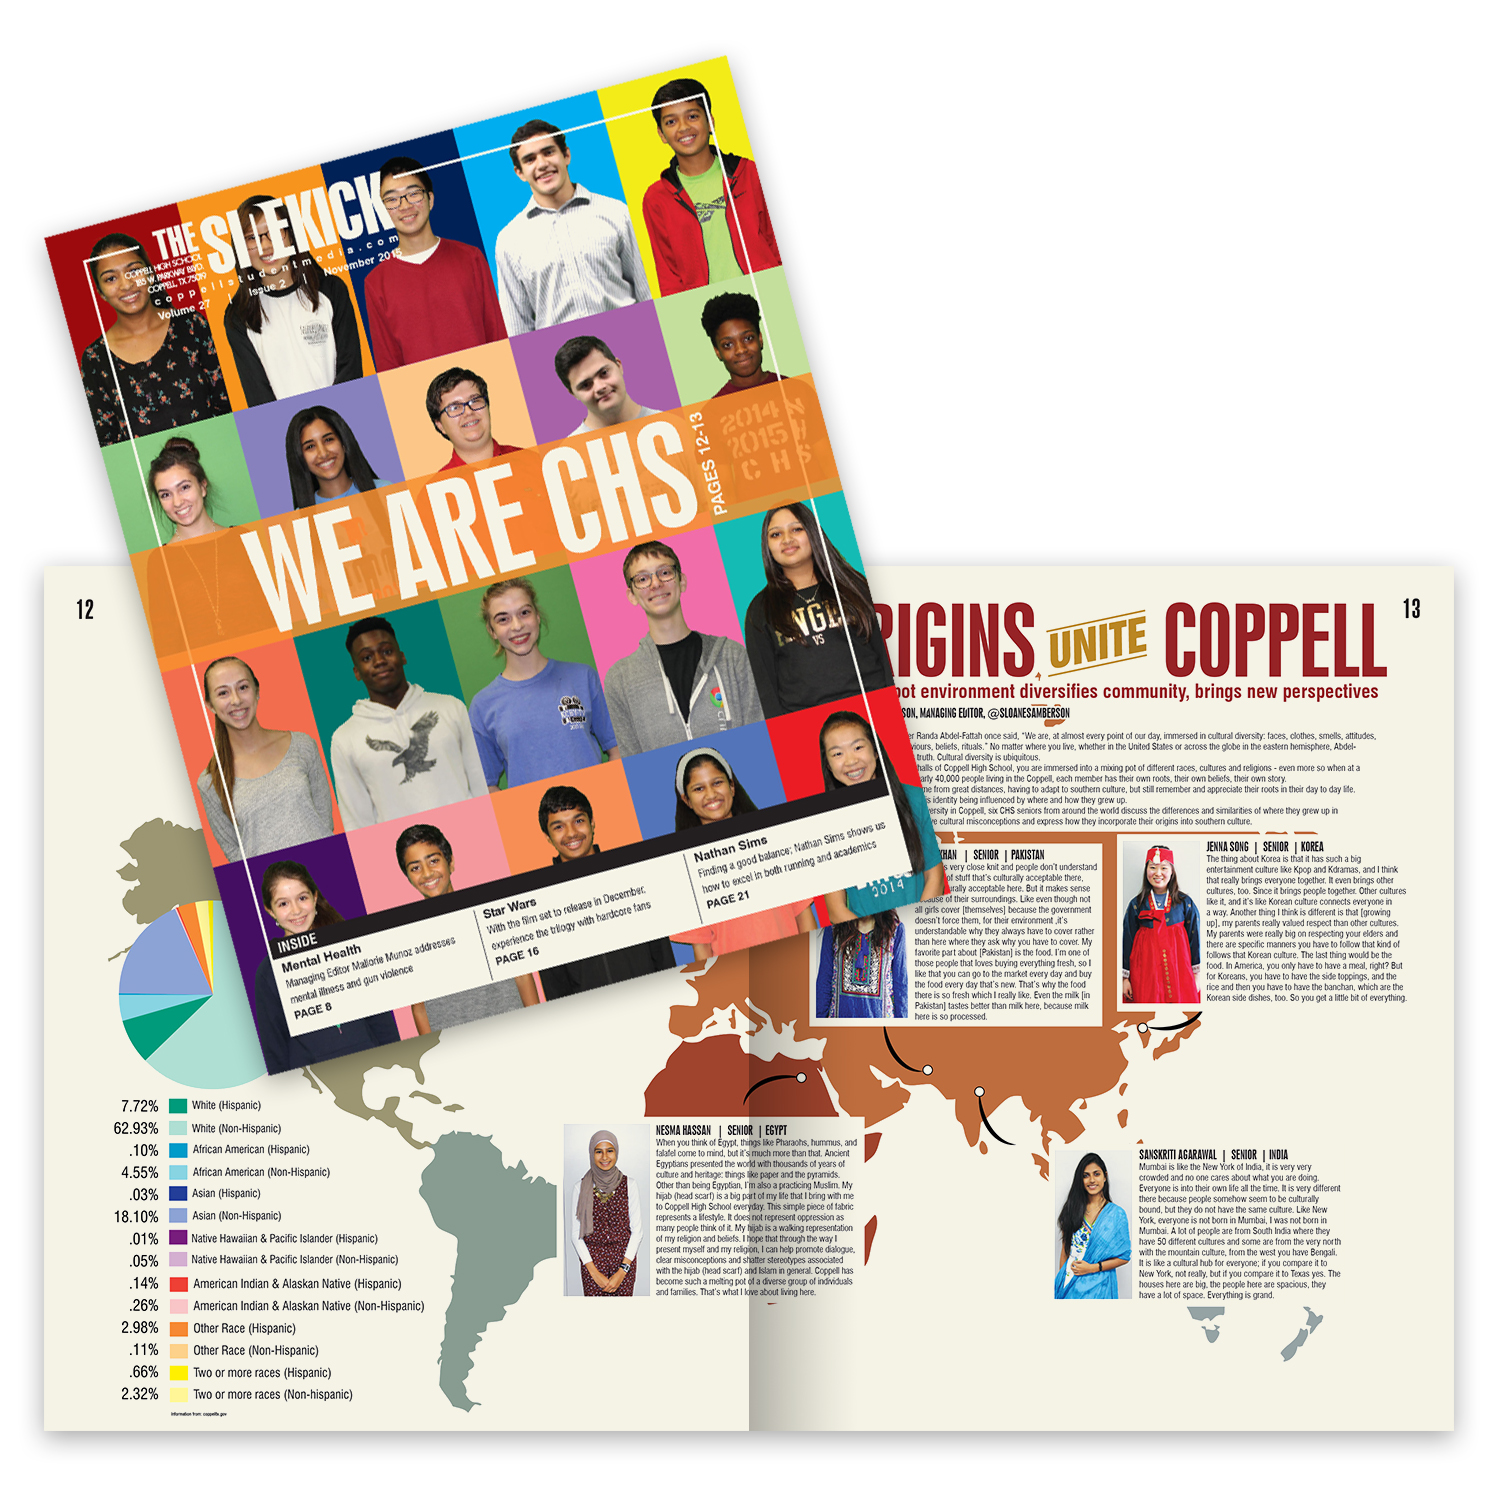 THE SIDEKICK
COPPELL HIGH SCHOOL
185 W. PARKWAY BLVD.
COPPELL, TX 75019
coppellstudentmedia.com
Volume 27 | Issue 2 | November 2015
WE ARE CHS
PAGES 12-13
2014
2015
CHS
INSIDE
Mental Health
Managing Editor Mallorie Munoz addresses
mental illness and gun violence
PAGE 8
Star Wars
With the film set to release in December,
experience the trilogy with hardcore fans
PAGE 16
Nathan Sims
Finding a good balance: Nathan Sims shows us
how to excel in both running and academics
PAGE 21
2014
12
7.72% White (Hispanic)
62.93% White (Non-Hispanic)
.10% African American (Hispanic)
4.55% African American (Non-Hispanic)
.03% Asian (Hispanic)
18.10% Asian (Non-Hispanic)
.01% Native Hawaiian & Pacific Islander (Hispanic)
.05% Native Hawaiian & Pacific Islander (Non-Hispanic)
.14% American Indian & Alaskan Native (Hispanic)
.26% American Indian & Alaskan Native (Non-Hispanic)
2.98% Other Race (Hispanic)
.11% Other Race (Non-Hispanic)
.66% Two or more races (Hispanic)
2.32% Two or more races (Non-hispanic)
Information from: coppelltx.gov
13
RIGINS UNITE COPPELL
pot environment diversifies community, brings new perspectives
SON, MANAGING EDITOR, @SLOANESAMBERSON
er Randa Abdel-Fattah once said, "We are, at almost every point of our day, immersed in cultural diversity: faces, clothes, smells, attitudes,
viours, beliefs, rituals." No matter where you live, whether in the United States or across the globe in the eastern hemisphere, Abdel-
truth. Cultural diversity is ubiquitous.
halls of Coppell High School, you are immersed into a mixing pot of different races, cultures and religions - even more so when at a
arly 40,000 people living in the Coppell, each member has their own roots, their own beliefs, their own story.
me from great distances, having to adapt to southern culture, but still remember and appreciate their roots in their day to day life.
s identity being influenced by where and how they grew up.
versity in Coppell, six CHS seniors from around the world discuss the differences and similarities of where they grew up in
ve cultural misconceptions and express how they incorporate their origins into southern culture.
KHAN | SENIOR | PAKISTAN
s very close knit and people don't understand
of stuff that's culturally acceptable there,
urally acceptable here. But it makes sense
because of their surroundings. Like even though not
all girls cover [themselves] because the government
doesn't force them, for their environment ,it's
understandable why they always have to cover rather
than here where they ask why you have to cover. My
favorite part about [Pakistan] is the food. I'm one of
those people that loves buying everything fresh, so I
like that you can go to the market every day and buy
the food every day that's new. That's why the food
there is so fresh which I really like. Even the milk [in
Pakistan] tastes better than milk here, because milk
here is so processed.
JENNA SONG | SENIOR | KOREA
The thing about Korea is that it has such a big
entertainment culture like Kpop and Kdramas, and I think
that really brings everyone together. It even brings other
cultures, too. Since it brings people together. Other cultures
like it, and it's like Korean culture connects everyone in
a way. Another thing I think is different is that [growing
up], my parents really valued respect than other cultures.
My parents were really big on respecting your elders and
there are specific manners you have to follow that kind of
follows that Korean culture. The last thing would be the
food. In America, you only have to have a meal, right? But
for Koreans, you have to have the side toppings, and the
rice and then you have to have the banchan, which are the
Korean side dishes, too. So you get a little bit of everything.
NESMA HASSAN | SENIOR | EGYPT
When you think of Egypt, things like Pharaohs, hummus, and
falafel come to mind, but it's much more than that. Ancient
Egyptians presented the world with thousands of years of
culture and heritage: things like paper and the pyramids.
Other than being Egyptian, I'm also a practicing Muslim. My
hijab (head scarf) is a big part of my life that I bring with me
to Coppell High School everyday. This simple piece of fabric
represents a lifestyle. It does not represent oppression as
many people think of it. My hijab is a walking representation
of my religion and beliefs. I hope that through the way I
present myself and my religion, I can help promote dialogue,
clear misconceptions and shatter stereotypes associated
with the hijab (head scarf) and Islam in general. Coppell has
become such a melting pot of a diverse group of individuals
and families. That's what I love about living here.
SANSKRITI AGARAWAL | SENIOR | INDIA
Mumbai is like the New York of India, it is very very
crowded and no one cares about what you are doing.
Everyone is into their own life all the time. It is very different
there because people somehow seem to be culturally
bound, but they do not have the same culture. Like New
York, everyone is not born in Mumbai, I was not born in
Mumbai. A lot of people are from South India where they
have 50 different cultures and some are from the very north
with the mountain culture, from the west you have Bengali.
It is like a cultural hub for everyone; if you compare it to
New York, not really, but if you compare it to Texas yes. The
houses here are big, the people here are spacious, they
have a lot of space. Everything is grand.